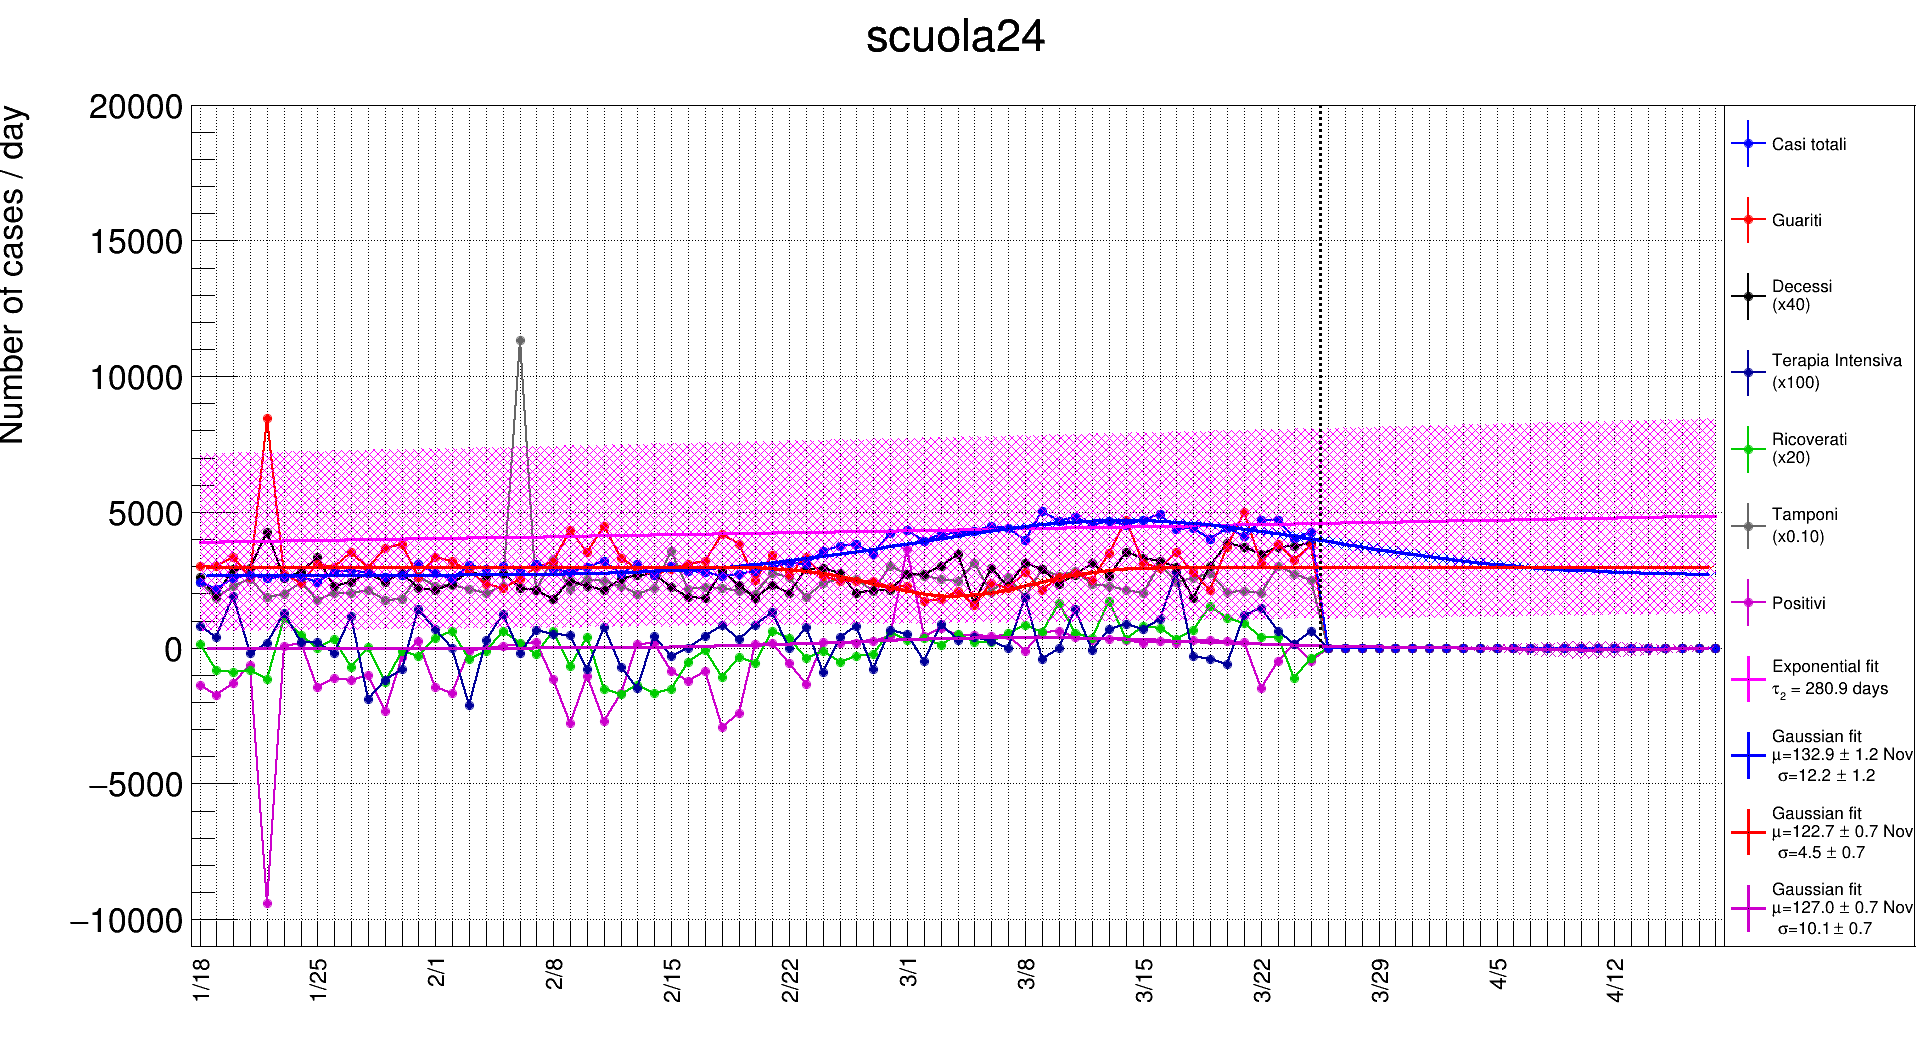 scuola24
Number of cases / day
20000
15000
10000
5000
0
−5000
−10000
1/18
1/25
2/1
2/8
2/15
2/22
3/1
3/8
3/15
3/22
3/29
4/5
4/12
Casi totali
Guariti
Decessi
(x40)
Terapia Intensiva
(x100)
Ricoverati
(x20)
Tamponi
(x0.10)
Positivi
Exponential fit
τ2 = 280.9 days
Gaussian fit
μ=132.9 ± 1.2 Nov
σ=12.2 ± 1.2
Gaussian fit
μ=122.7 ± 0.7 Nov
σ=4.5 ± 0.7
Gaussian fit
μ=127.0 ± 0.7 Nov
σ=10.1 ± 0.7